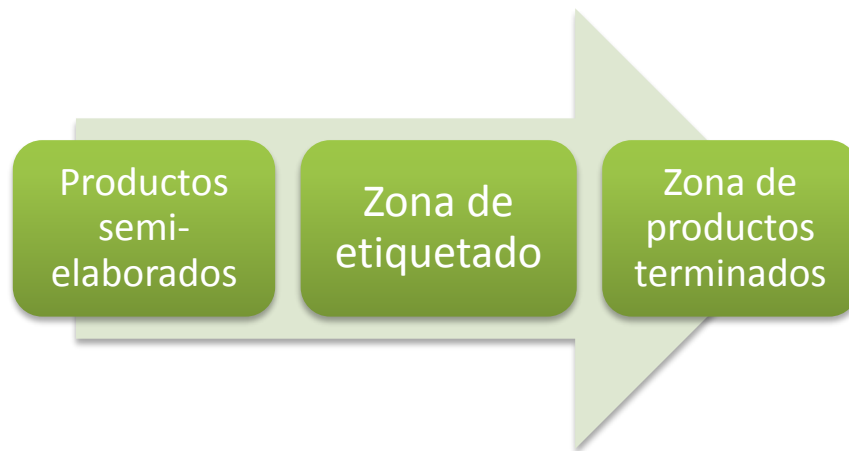 Productos
semi-
elaborados
Zona de
etiquetado
Zona de
productos
terminados